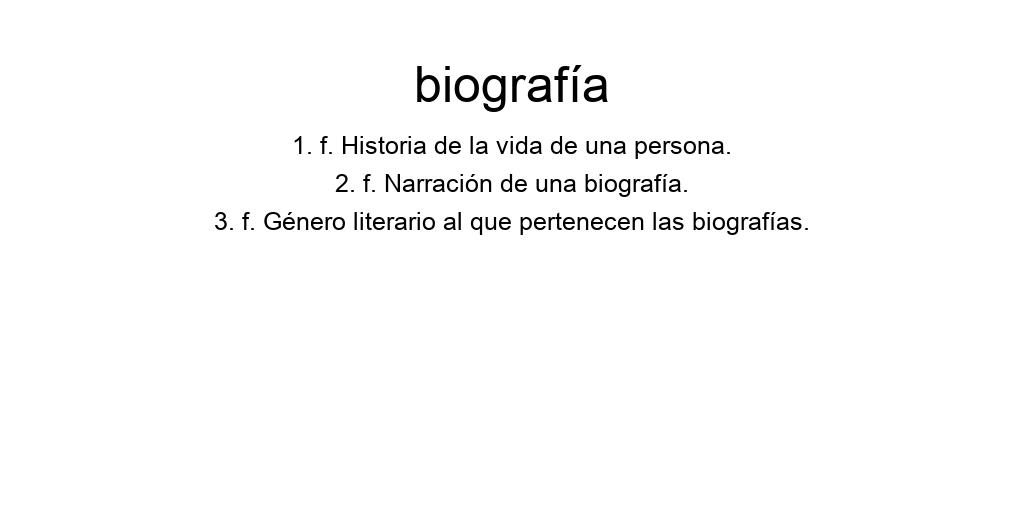 biografía
1. f. Historia de la vida de una persona.
2. f. Narración de una biografía.
3. f. Género literario al que pertenecen las biografías.